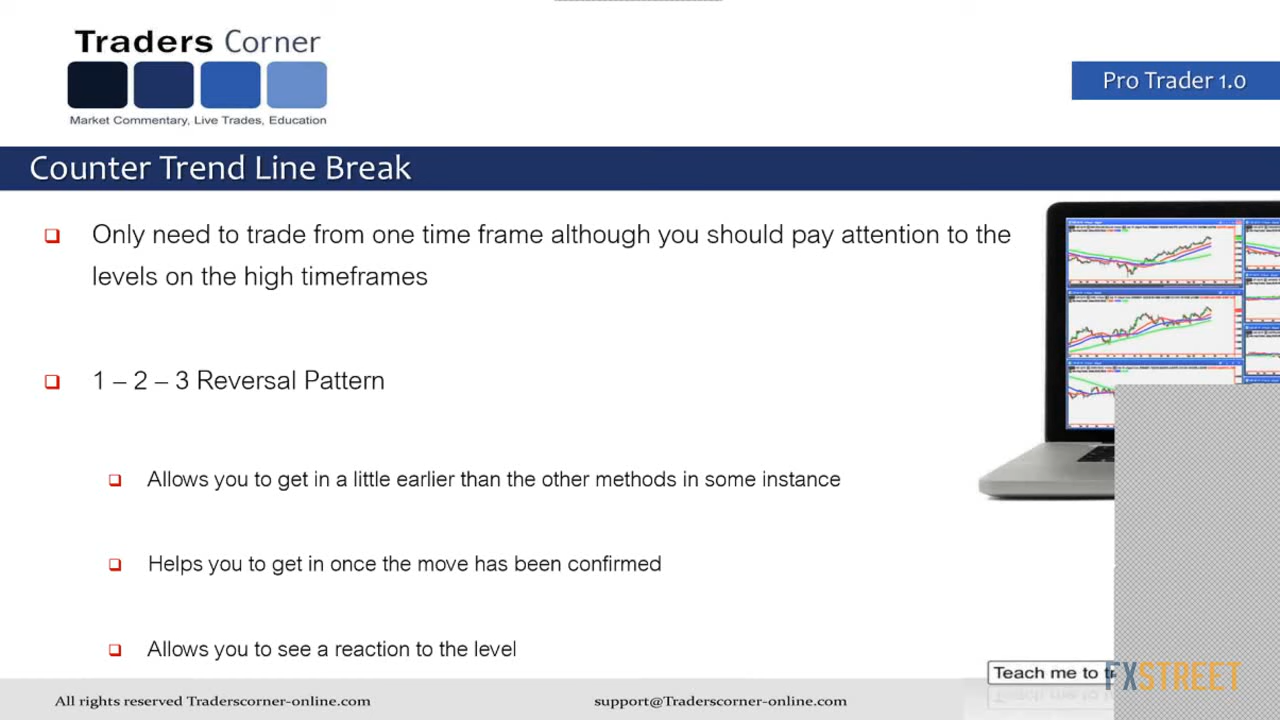 Traders Corner
Market Commentary, Live Trades, Education
Pro Trader 1.0
Counter Trend Line Break
Only need to trade from one time frame although you should pay attention to the
levels on the high timeframes
1 – 2 – 3 Reversal Pattern
Allows you to get in a little earlier than the other methods in some instance
Helps you to get in once the move has been confirmed
Allows you to see a reaction to the level
Teach me to
FXSTREET
All rights reserved Traderscorner-online.com
support@Traderscorner-online.com